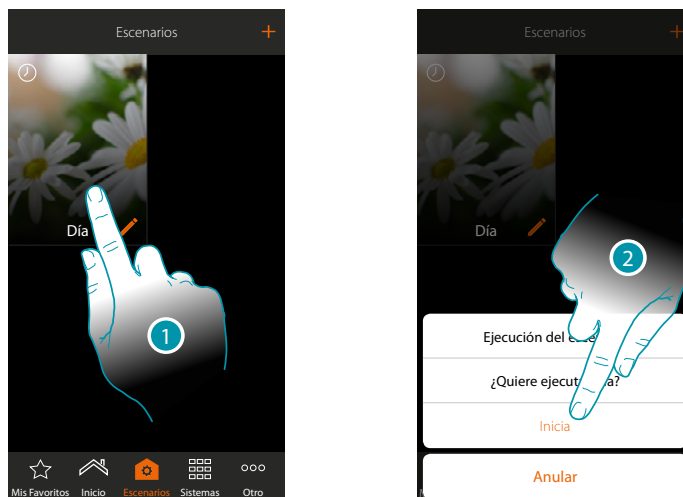 Escenarios +
Día
1
Mis Favoritos Inicio Escenarios Sistemas Otro
Escenarios +
Día
2
Ejecución del
¿Quiere ejecut
Inicia
Anular